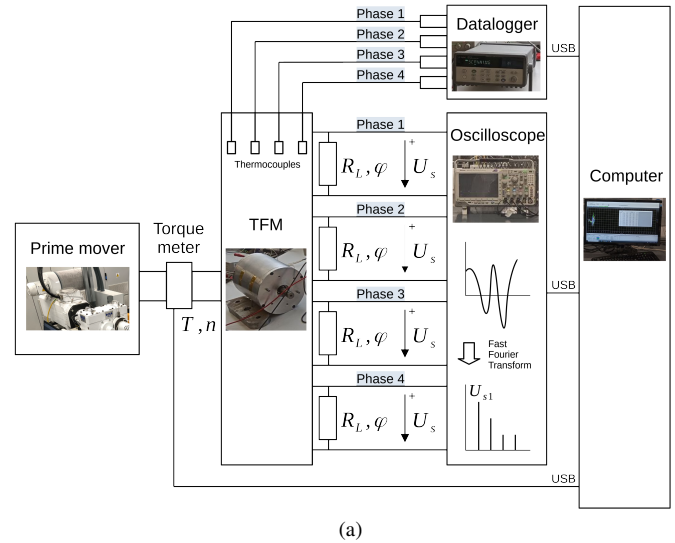 Phase 1
Phase 2
Phase 3
Phase 4
Datalogger
USB
Thermocouples
TFM
Prime mover
Torque
meter
T , n
Phase 1
R_L , φ
+
U_s
Phase 2
R_L , φ
+
U_s
Phase 3
R_L , φ
+
U_s
Phase 4
R_L , φ
+
U_s
Oscilloscope
Fast
Fourier
Transform
U_s1
USB
USB
Computer
(a)